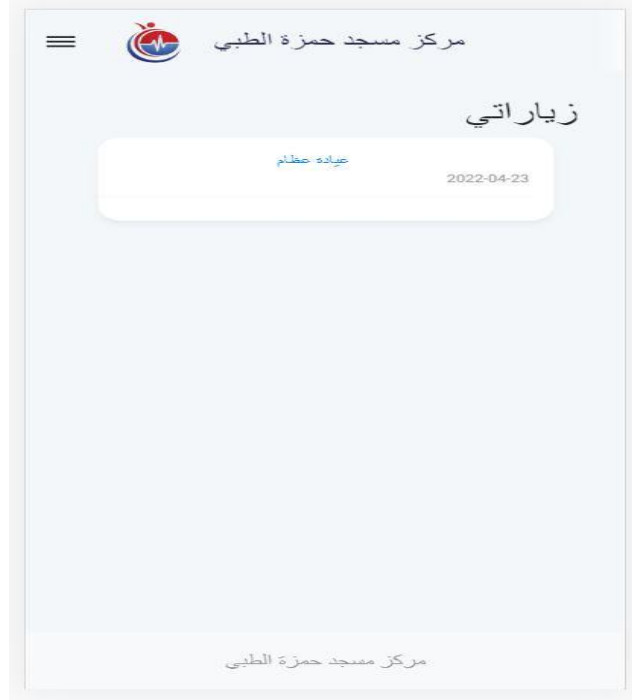 مركز مسجد حمزة الطبي
زياراتي
عياده عظام
2022-04-23
مركز مسجد حمزة الطبي